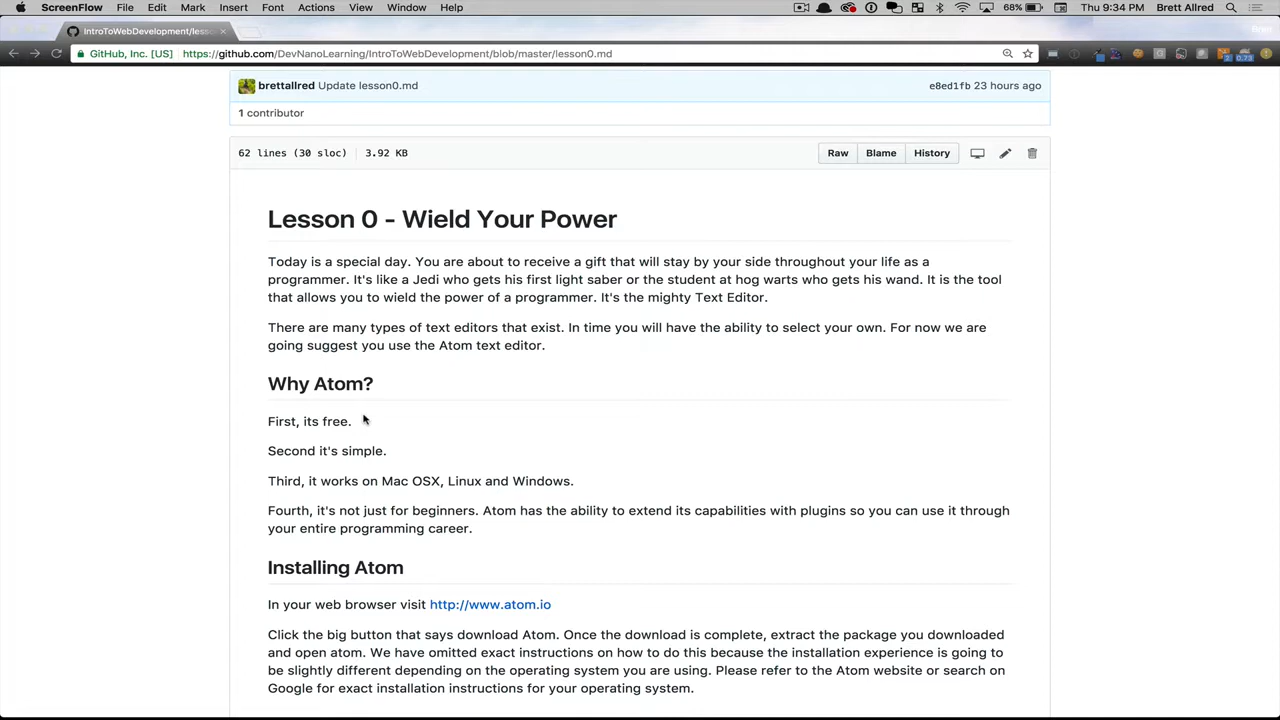 ScreenFlow File Edit Mark Insert Font Actions View Window Help 68% Thu 9:34 PM Brett Allred
IntroToWebDevelopment/less
GitHub, Inc. [US] https://github.com/DevNanoLearning/IntroToWebDevelopment/blob/master/lesson0.md
brettallred Update lesson0.md e8ed1fb 23 hours ago
1 contributor
62 lines (30 sloc) 3.92 KB Raw Blame History
Lesson 0 - Wield Your Power
Today is a special day. You are about to receive a gift that will stay by your side throughout your life as a
programmer. It's like a Jedi who gets his first light saber or the student at hog warts who gets his wand. It is the tool
that allows you to wield the power of a programmer. It's the mighty Text Editor.
There are many types of text editors that exist. In time you will have the ability to select your own. For now we are
going suggest you use the Atom text editor.
Why Atom?
First, its free.
Second it's simple.
Third, it works on Mac OSX, Linux and Windows.
Fourth, it's not just for beginners. Atom has the ability to extend its capabilities with plugins so you can use it through
your entire programming career.
Installing Atom
In your web browser visit http://www.atom.io
Click the big button that says download Atom. Once the download is complete, extract the package you downloaded
and open atom. We have omitted exact instructions on how to do this because the installation experience is going to
be slightly different depending on the operating system you are using. Please refer to the Atom website or search on
Google for exact installation instructions for your operating system.